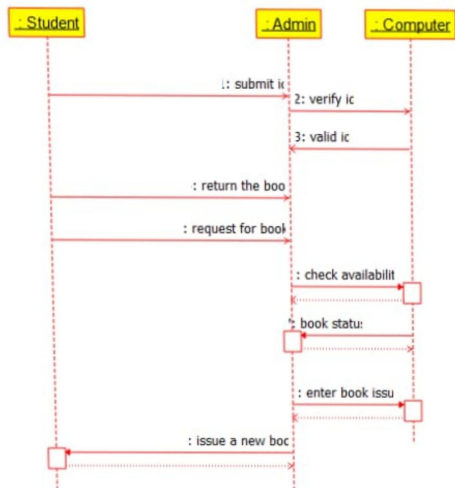 : Student
: Admin
: Computer
1: submit ic
2: verify ic
3: valid ic
: return the boo
: request for book
: check availabilit
: book statu
: enter book issu
: issue a new boo